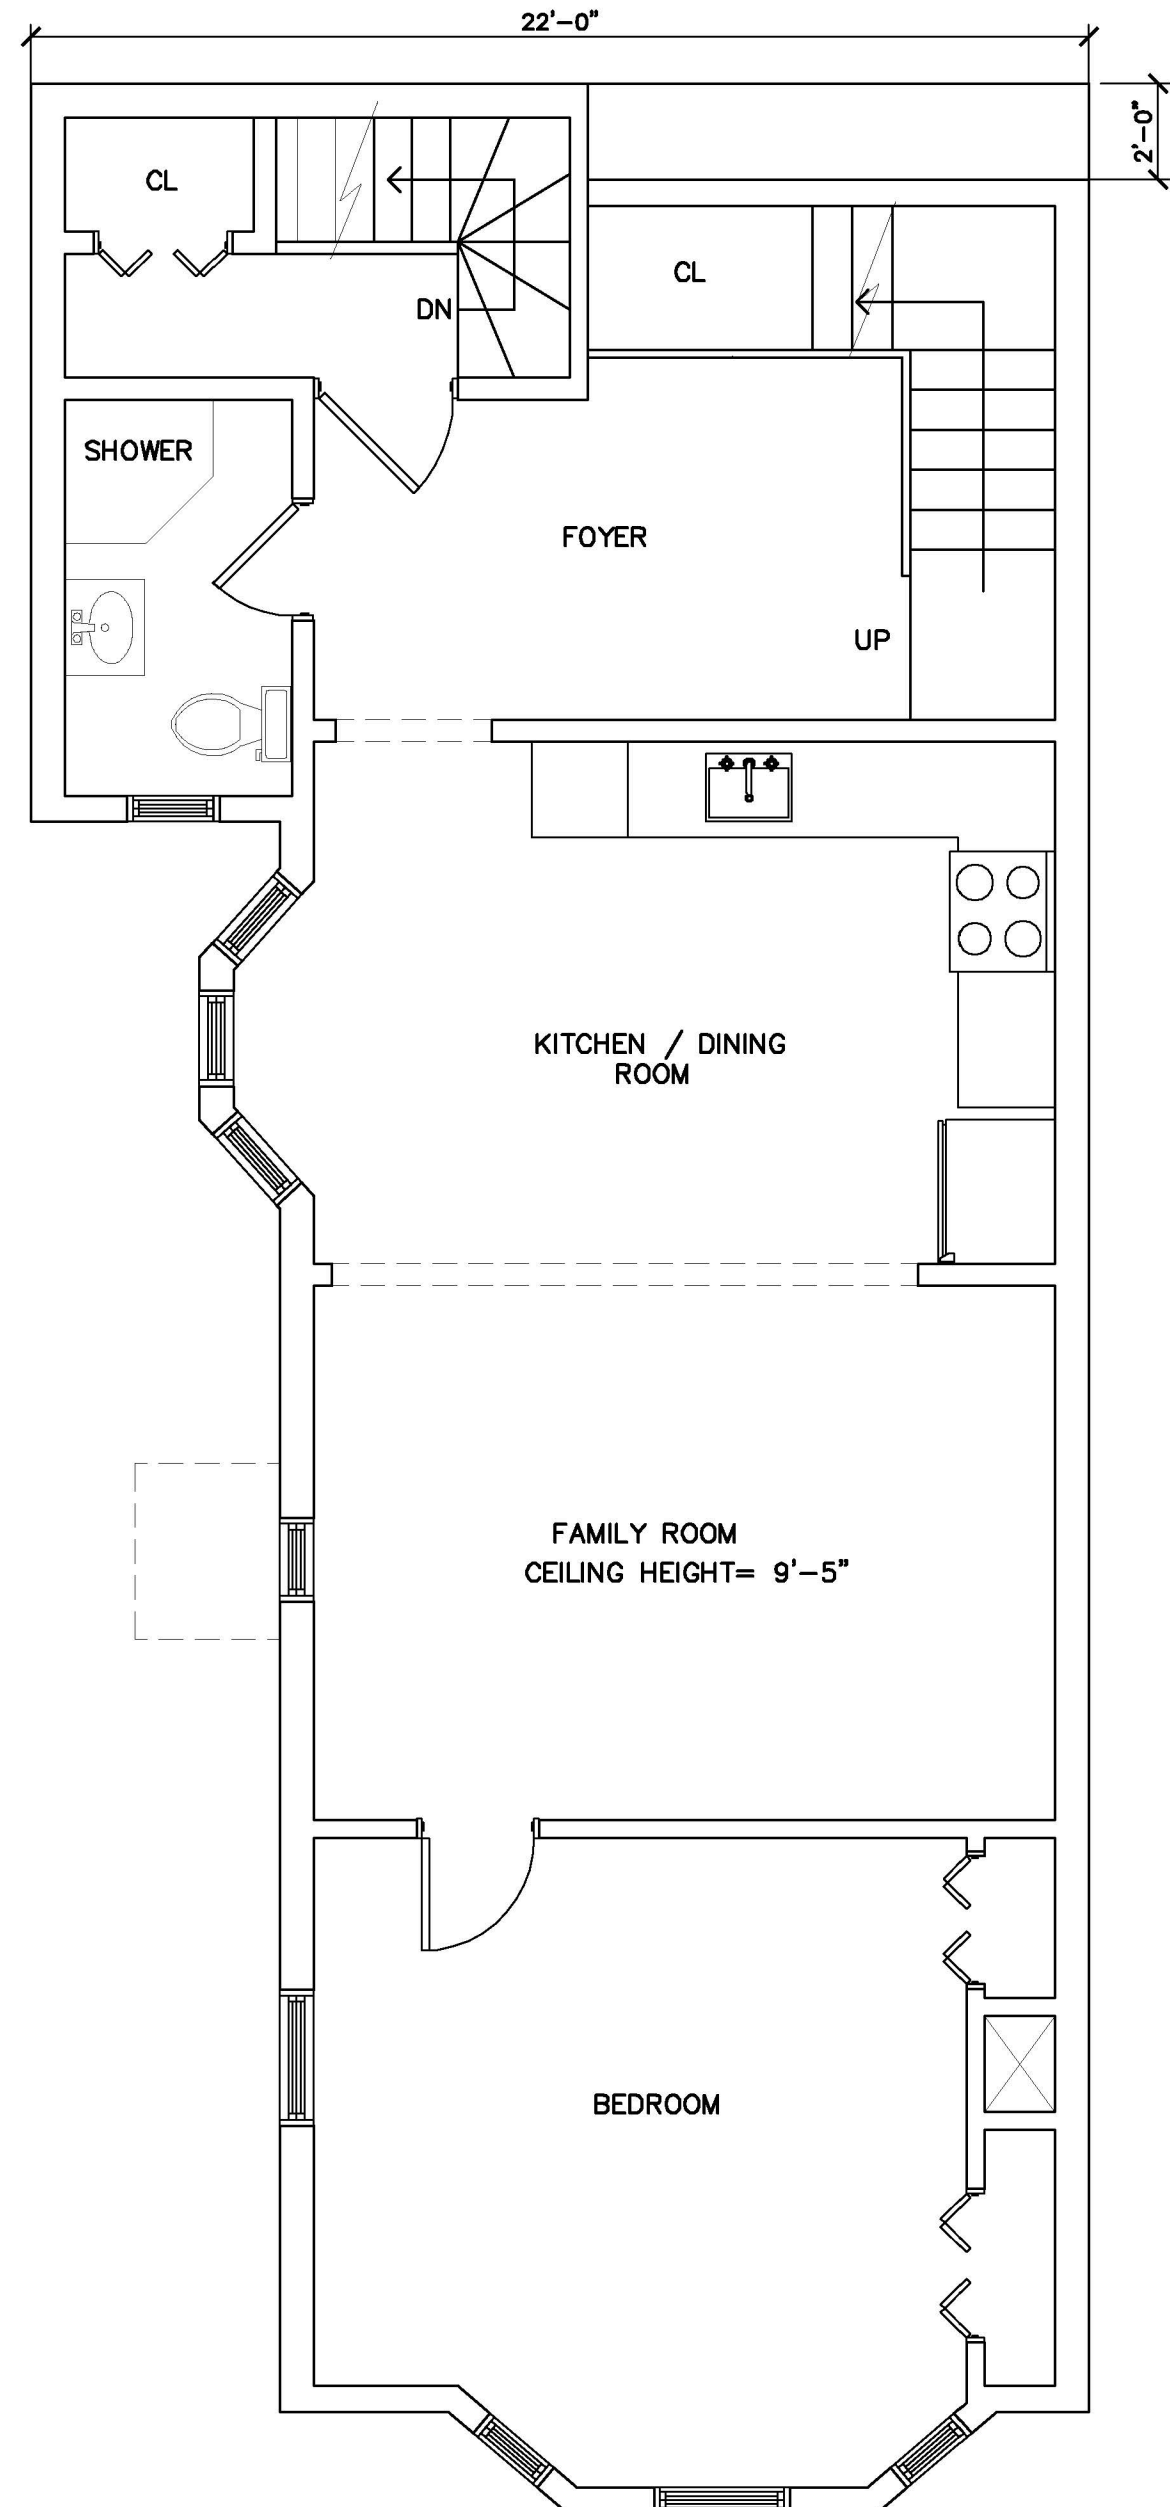 22'-0"
2'-0"
CL
CL
DN
SHOWER
FOYER
UP
KITCHEN / DINING
ROOM
FAMILY ROOM
CEILING HEIGHT= 9'-5"
BEDROOM